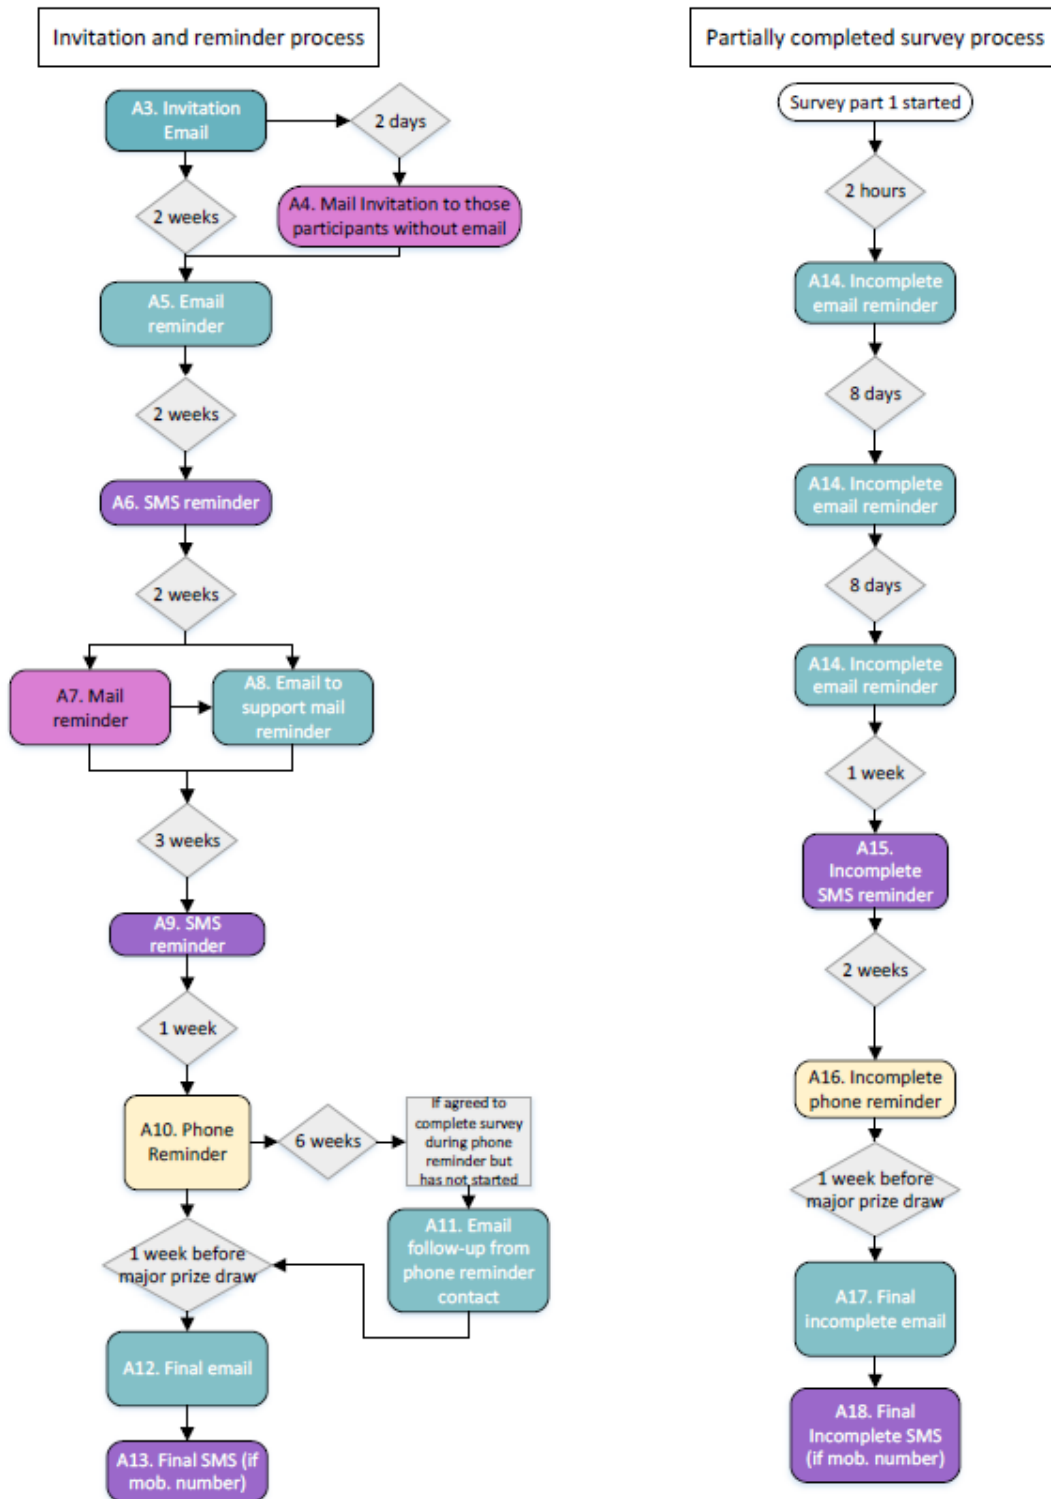 Invitation and reminder process
A3. Invitation
Email
2 days
2 weeks
A4. Mail Invitation to those
participants without email
A5. Email
reminder
2 weeks
A6. SMS reminder
2 weeks
A7. Mail
reminder
A8. Email to
support mail
reminder
3 weeks
A9. SMS
reminder
1 week
A10. Phone
Reminder
6 weeks
If agreed to
complete survey
during phone
reminder but
has not started
A11. Email
follow-up from
phone reminder
contact
1 week before
major prize draw
A12. Final email
A13. Final SMS (if
mob. number)
Partially completed survey process
Survey part 1 started
2 hours
A14. Incomplete
email reminder
8 days
A14. Incomplete
email reminder
8 days
A14. Incomplete
email reminder
1 week
A15.
Incomplete
SMS reminder
2 weeks
A16. Incomplete
phone reminder
1 week before
major prize draw
A17. Final
incomplete email
A18. Final
Incomplete SMS
(if mob. number)